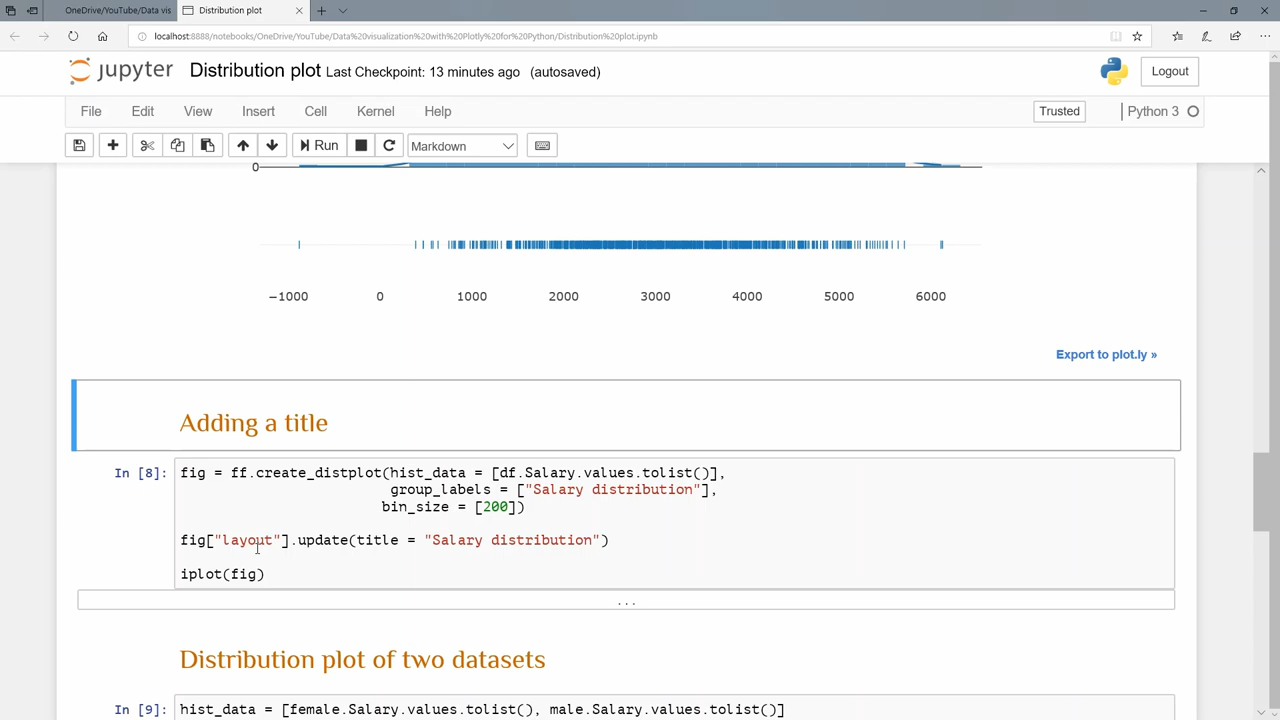 OneDrive/YouTube/Data vis
Distribution plot
localhost:8888/notebooks/OneDrive/YouTube/Data%20visualization%20with%20Plotly%20for%20Python/Distribution%20plot.ipynb
jupyter Distribution plot Last Checkpoint: 13 minutes ago (autosaved)
Logout
File Edit View Insert Cell Kernel Help
Trusted
Python 3
Run
Markdown
0
−1000 0 1000 2000 3000 4000 5000 6000
Export to plot.ly »
Adding a title
In [8]: fig = ff.create_distplot(hist_data = [df.Salary.values.tolist()],
group_labels = ["Salary distribution"],
bin_size = [200])
fig["layout"].update(title = "Salary distribution")
iplot(fig)
...
Distribution plot of two datasets
In [9]: hist_data = [female.Salary.values.tolist(), male.Salary.values.tolist()]